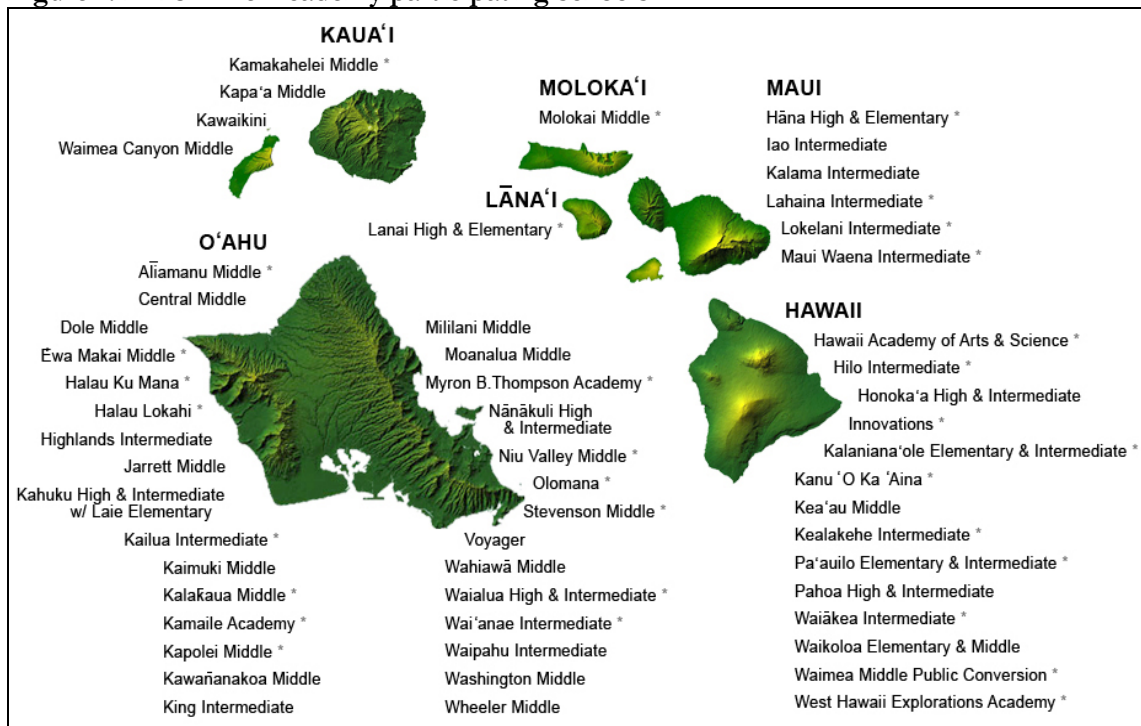 KAUAʻI
Kamakahelei Middle *
Kapaʻa Middle
Kawaikini
Waimea Canyon Middle
MOLOKAʻI
Molokai Middle *
LĀNAʻI
Lanai High & Elementary *
MAUI
Hāna High & Elementary *
Iao Intermediate
Kalama Intermediate
Lahaina Intermediate *
Lokelani Intermediate *
Maui Waena Intermediate *
OʻAHU
Alīamanu Middle *
Central Middle
Dole Middle
Ēwa Makai Middle *
Halau Ku Mana *
Halau Lokahi *
Highlands Intermediate
Jarrett Middle
Kahuku High & Intermediate
w/ Laie Elementary
Kailua Intermediate *
Kaimuki Middle
Kalākaua Middle *
Kamaile Academy *
Kapolei Middle *
Kawañanakoa Middle
King Intermediate
Mililani Middle
Moanalua Middle
Myron B.Thompson Academy *
Nānākuli High
& Intermediate
Niu Valley Middle *
Olomana *
Stevenson Middle *
Voyager
Wahiawā Middle
Waialua High & Intermediate *
Waiʻanae Intermediate *
Waipahu Intermediate
Washington Middle
Wheeler Middle
HAWAII
Hawaii Academy of Arts & Science *
Hilo Intermediate *
Honokaʻa High & Intermediate
Innovations *
Kalanianaʻole Elementary & Intermediate *
Kanu ʻO Ka ʻAina *
Keaʻau Middle
Kealakehe Intermediate *
Paʻauilo Elementary & Intermediate *
Pahoa High & Intermediate
Waiākea Intermediate *
Waikoloa Elementary & Middle
Waimea Middle Public Conversion *
West Hawaii Explorations Academy *